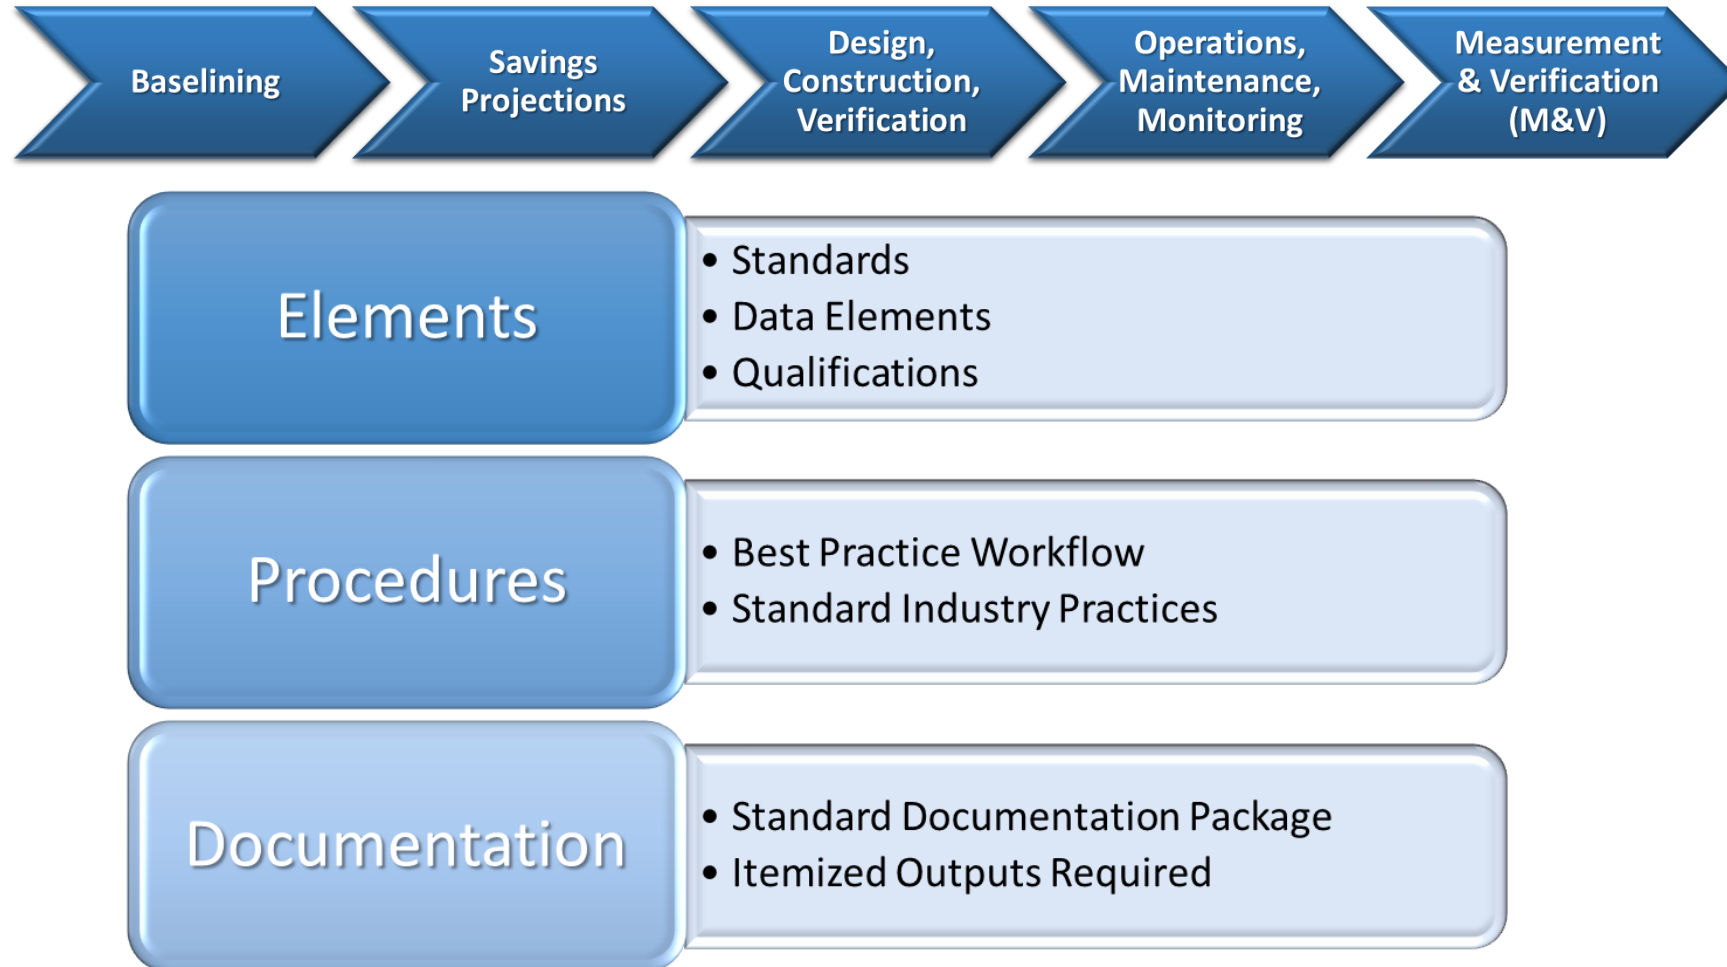 Baselining
Savings
Projections
Design,
Construction,
Verification
Operations,
Maintenance,
Monitoring
Measurement
& Verification
(M&V)
Elements
• Standards
• Data Elements
• Qualifications
Procedures
• Best Practice Workflow
• Standard Industry Practices
Documentation
• Standard Documentation Package
• Itemized Outputs Required